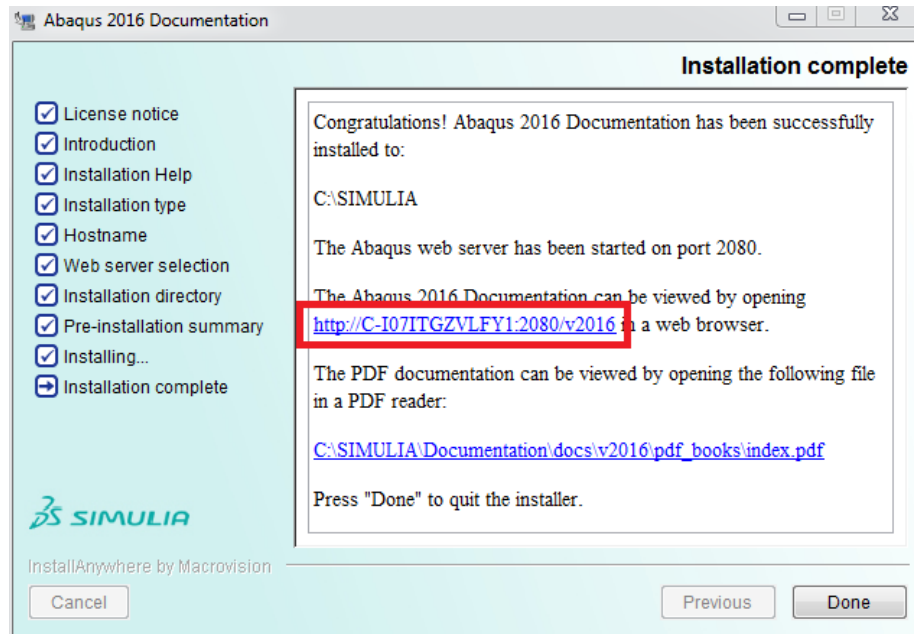 Abaqus 2016 Documentation
Installation complete
License notice
Introduction
Installation Help
Installation type
Hostname
Web server selection
Installation directory
Pre-installation summary
Installing...
Installation complete
Congratulations! Abaqus 2016 Documentation has been successfully
installed to:
C:\SIMULIA
The Abaqus web server has been started on port 2080.
The Abaqus 2016 Documentation can be viewed by opening
http://C-I07ITGZVLFY1:2080/v2016 in a web browser.
The PDF documentation can be viewed by opening the following file
in a PDF reader:
C:\SIMULIA\Documentation\docs\v2016\pdf_books\index.pdf
Press "Done" to quit the installer.
3DS SIMULIA
InstallAnywhere by Macrovision
Cancel
Previous
Done